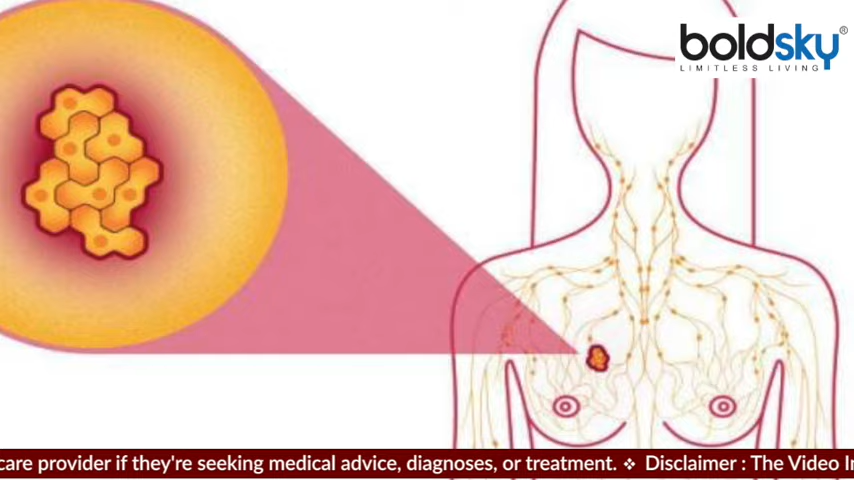 boldsky®
LIMITLESS LIVING
care provider if they're seeking medical advice, diagnoses, or treatment. ❖ Disclaimer : The Video